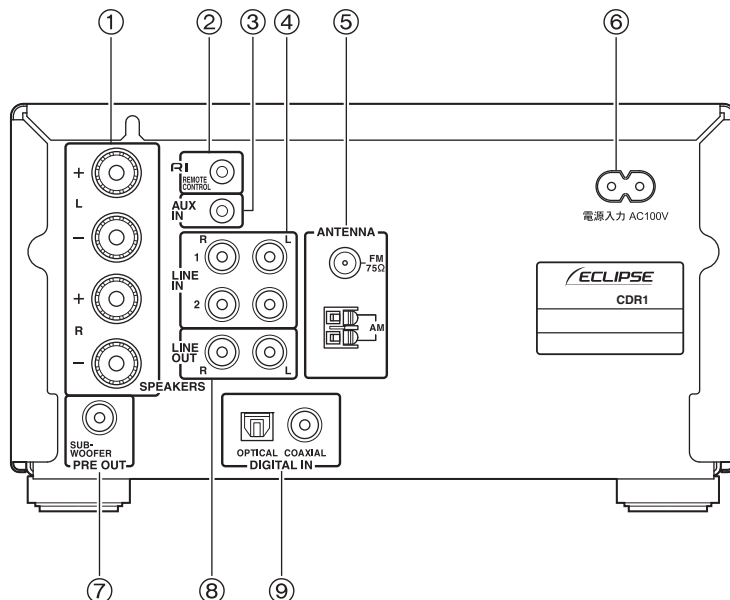 ① ② ③ ④ ⑤ ⑥
+
L
−
+
R
−
SPEAKERS
RI
REMOTE
CONTROL
AUX
IN
R L
1
LINE
IN
2
LINE
OUT
R L
ANTENNA
FM
75Ω
AM
電源入力 AC100V
ECLIPSE
CDR1
SUB-
WOOFER
PRE OUT
OPTICAL COAXIAL
DIGITAL IN
⑦ ⑧ ⑨